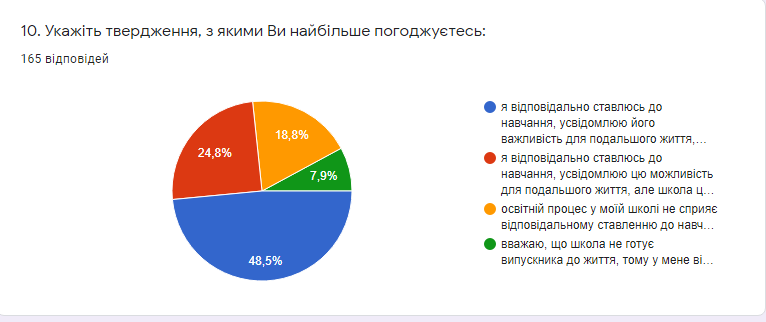 10. Укажіть твердження, з якими Ви найбільше погоджуєтесь:
165 відповідей
18,8%
24,8%
7,9%
48,5%
я відповідально ставлюсь до
навчання, усвідомлюю його
важливість для подальшого життя,…
я відповідально ставлюсь до
навчання, усвідомлюю цю можливість
для подальшого життя, але школа ц…
освітній процес у моїй школі не сприяє
відповідальному ставленню до навч…
вважаю, що школа не готує
випускника до життя, тому у мене ві…